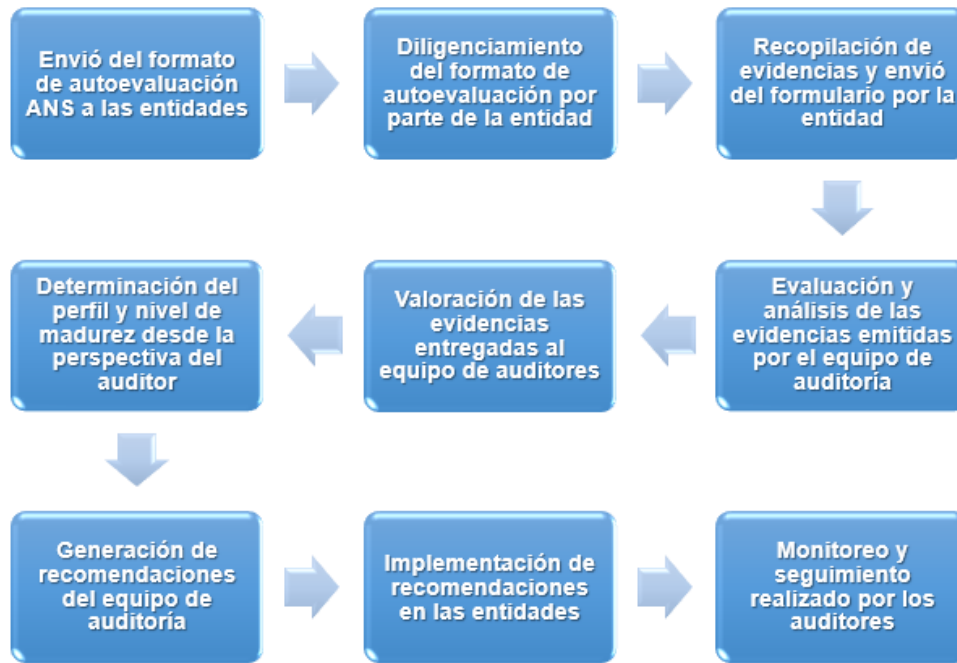 Envió del formato
de autoevaluación
ANS a las entidades
Diligenciamiento
del formato de
autoevaluación por
parte de la entidad
Recopilación de
evidencias y envió
del formulario por la
entidad
Evaluación y
análisis de las
evidencias emitidas
por el equipo de
auditoría
Valoración de las
evidencias
entregadas al
equipo de auditores
Determinación del
perfil y nivel de
madurez desde la
perspectiva del
auditor
Generación de
recomendaciones
del equipo de
auditoría
Implementación de
recomendaciones
en las entidades
Monitoreo y
seguimiento
realizado por los
auditores